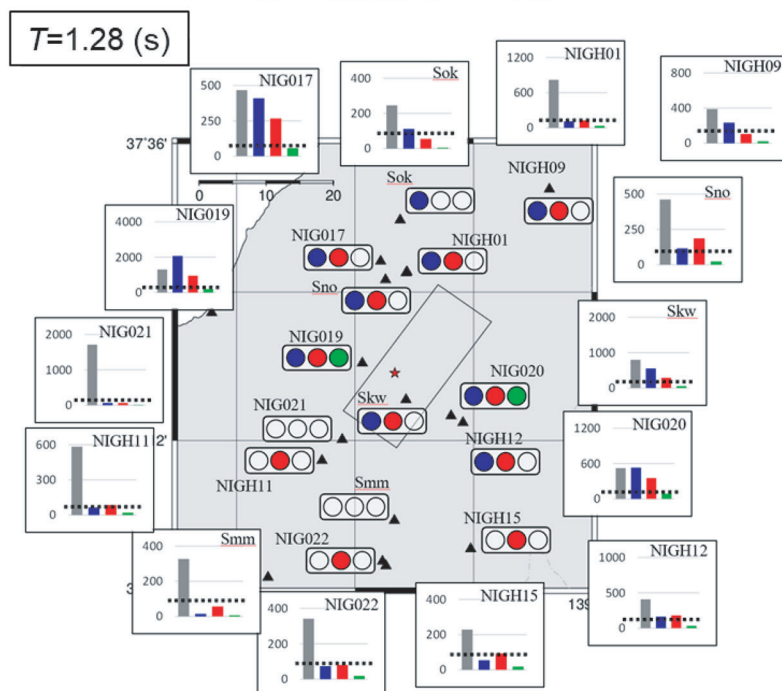 T=1.28 (s)
NIG017
500
250
0
Sok
400
200
0
NIGH01
1200
600
0
NIGH09
800
400
0
37˚36'
0 10 20
NIG019
4000
2000
0
Sno
500
250
0
NIGH09
Sok
NIG017
NIGH01
Sno
NIG021
2000
1000
0
Skw
2000
1000
0
NIG019
NIG020
Skw
NIG021
NIGH11
600
300
0
NIG020
1200
600
0
2'
NIGH12
NIGH11
Smm
Smm
400
200
0
NIG022
NIGH15
NIGH12
1000
500
0
3
139
NIG022
400
200
0
NIGH15
400
200
0